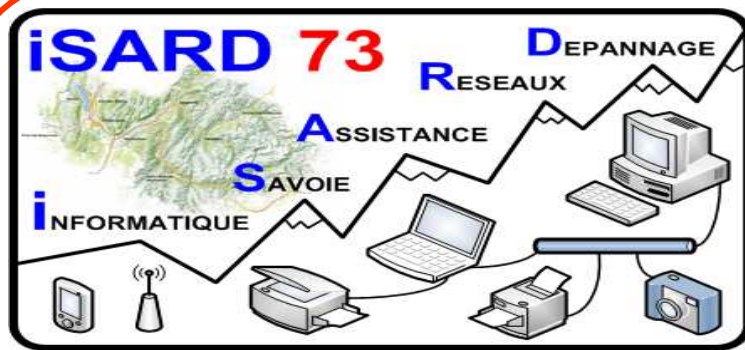 iSARD 73
DEPANNAGE
RESEAUX
ASSISTANCE
SAVOIE
iNFORMATIQUE